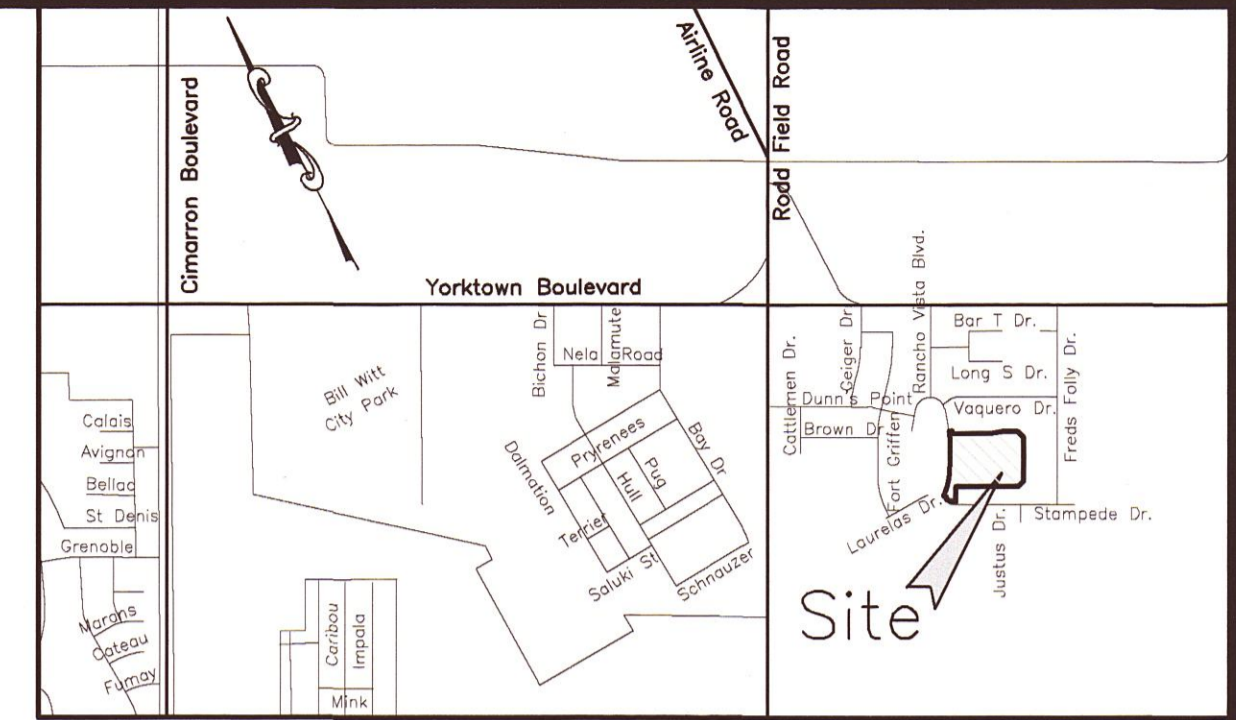 Cimarron Boulevard
Airline Road
Rodd Field Road
Yorktown Boulevard
Bichon Dr
Malamute
Nela Road
Cattlemen Dr.
Geiger Dr
Rancho Vista Blvd.
Bar T Dr.
Long S Dr.
Freds Folly Dr.
Dunn's Point
Vaquero Dr.
Brown Dr.
Fort Griffen
Laurelas Dr.
Justus Dr.
Stampede Dr.
Site
Bill Witt
City Park
Calais
Avignon
Bellac
St Denis
Grenoble
Marans
Cateau
Fumay
Pryrenees
Dalmation
Hull
Pug
Bay Dr
Terrier
Saluki St
Schnauzer
Caribou
Impala
Mink